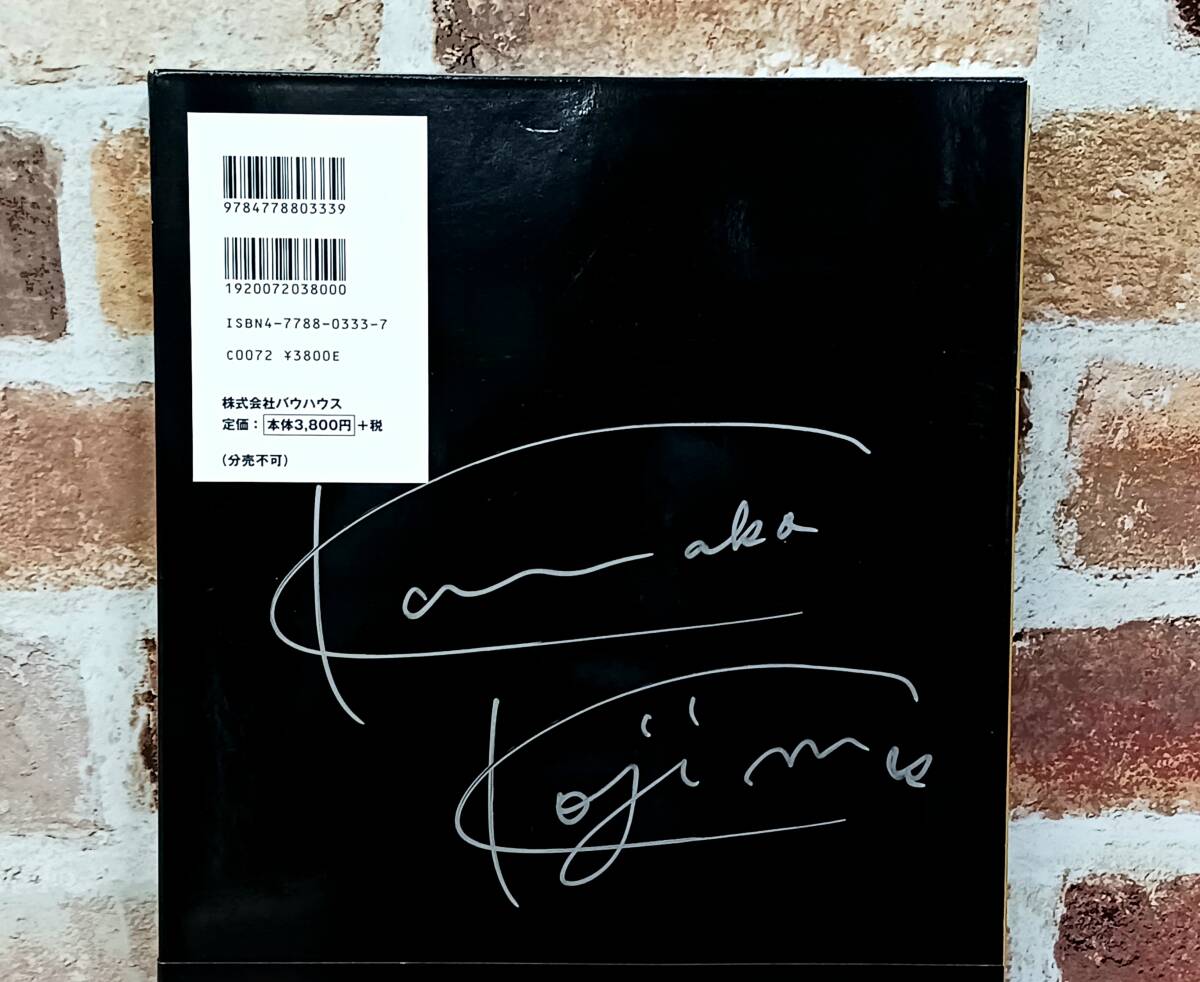 9784778803339
1920072038000
ISBN4-7788-0333-7
C0072 ¥3800E
株式会社バウハウス
定価：本体3,800円+税
(分売不可)
Kojima